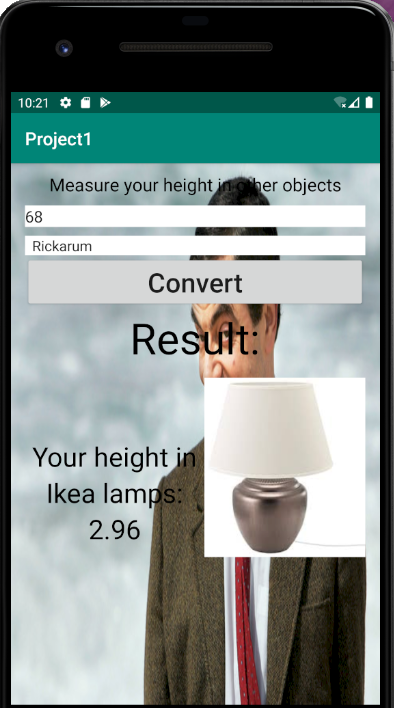 10:21
Project1
Measure your height in other objects
68
Rickarum
Convert
Result:
Your height in
Ikea lamps:
2.96